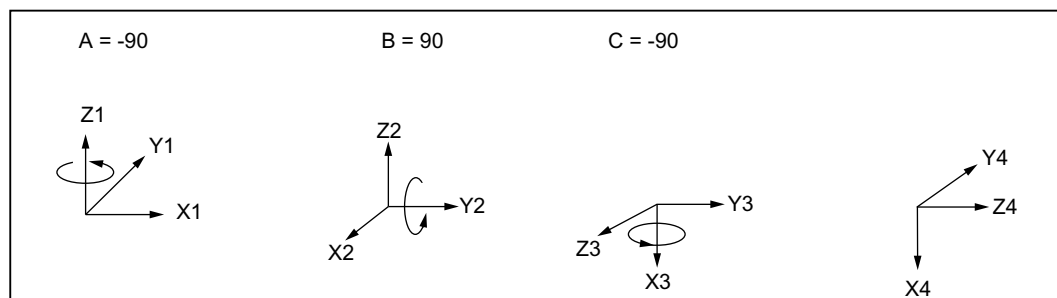 A = -90
B = 90
C = -90
Z1
Y1
X1
Z2
Y2
X2
Y3
Z3
X3
Y4
Z4
X4